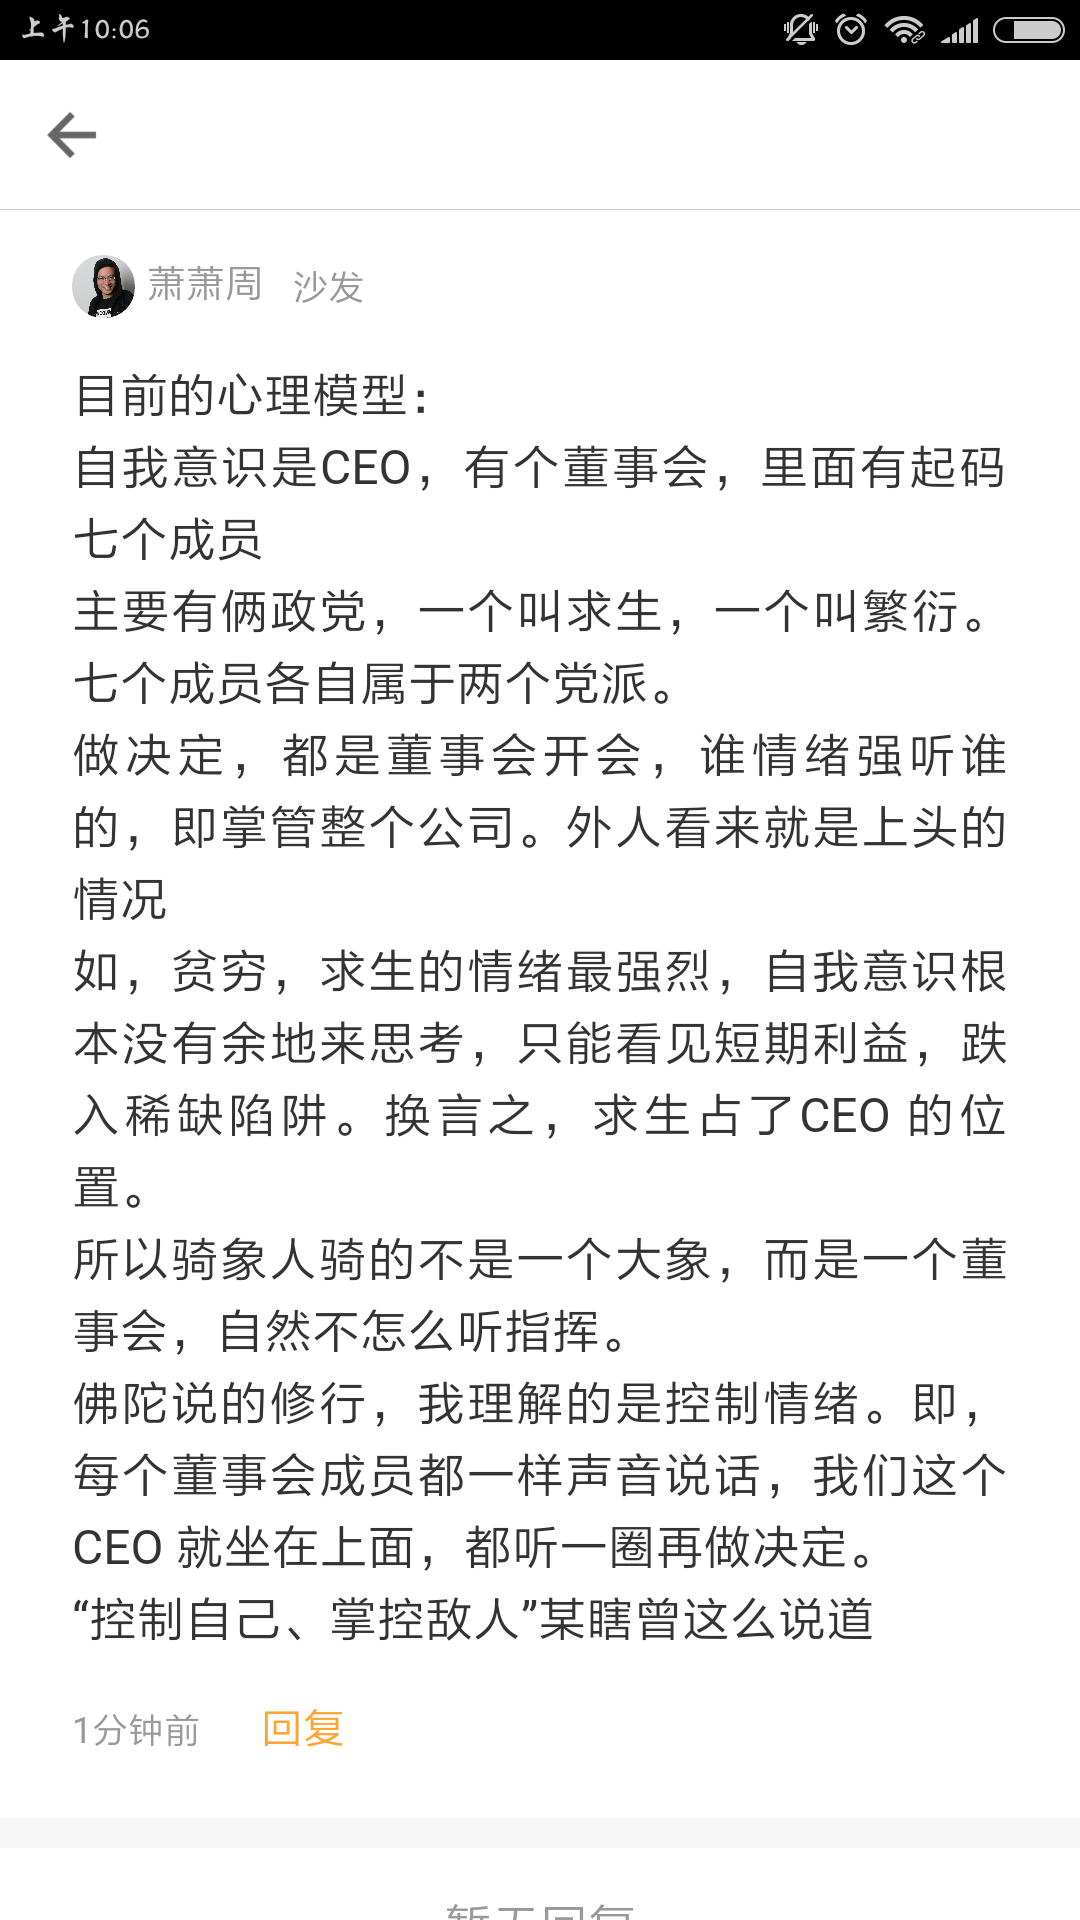 上午10:06
萧萧周 沙发
目前的心理模型：
自我意识是CEO，有个董事会，里面有起码
七个成员
主要有俩政党，一个叫求生，一个叫繁衍。
七个成员各自属于两个党派。
做决定，都是董事会开会，谁情绪强听谁
的，即掌管整个公司。外人看来就是上头的
情况
如，贫穷，求生的情绪最强烈，自我意识根
本没有余地来思考，只能看见短期利益，跌
入稀缺陷阱。换言之，求生占了CEO 的位
置。
所以骑象人骑的不是一个大象，而是一个董
事会，自然不怎么听指挥。
佛陀说的修行，我理解的是控制情绪。即，
每个董事会成员都一样声音说话，我们这个
CEO 就坐在上面，都听一圈再做决定。
“控制自己、掌控敌人”某瞎曾这么说道
1分钟前 回复
暂无回复